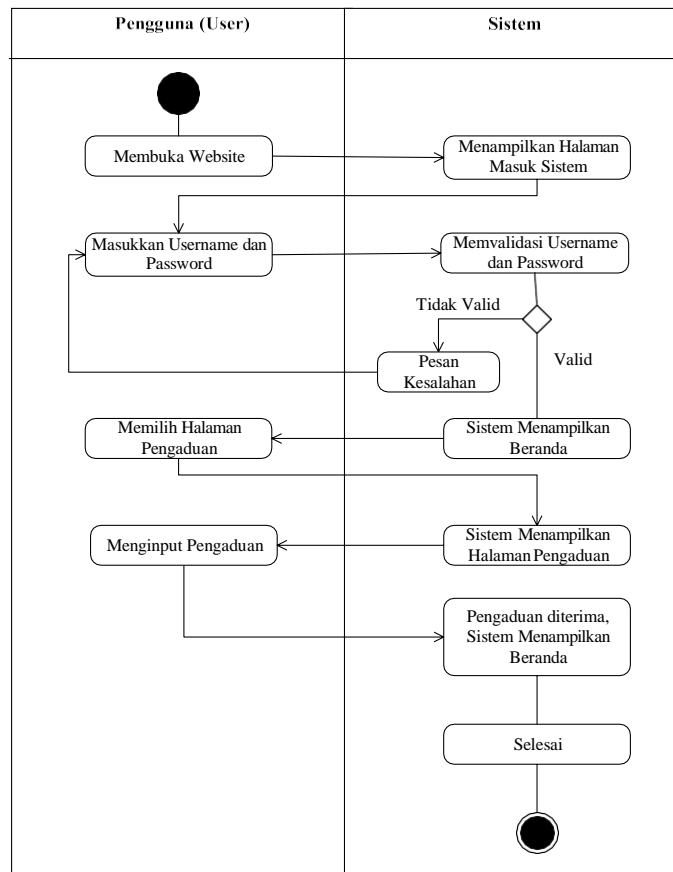 Pengguna (User)
Sistem
Membuka Website
Menampilkan Halaman
Masuk Sistem
Masukkan Username dan
Password
Memvalidasi Username
dan Password
Tidak Valid
Valid
Pesan
Kesalahan
Memilih Halaman
Pengaduan
Sistem Menampilkan
Beranda
Menginput Pengaduan
Sistem Menampilkan
Halaman Pengaduan
Pengaduan diterima,
Sistem Menampilkan
Beranda
Selesai